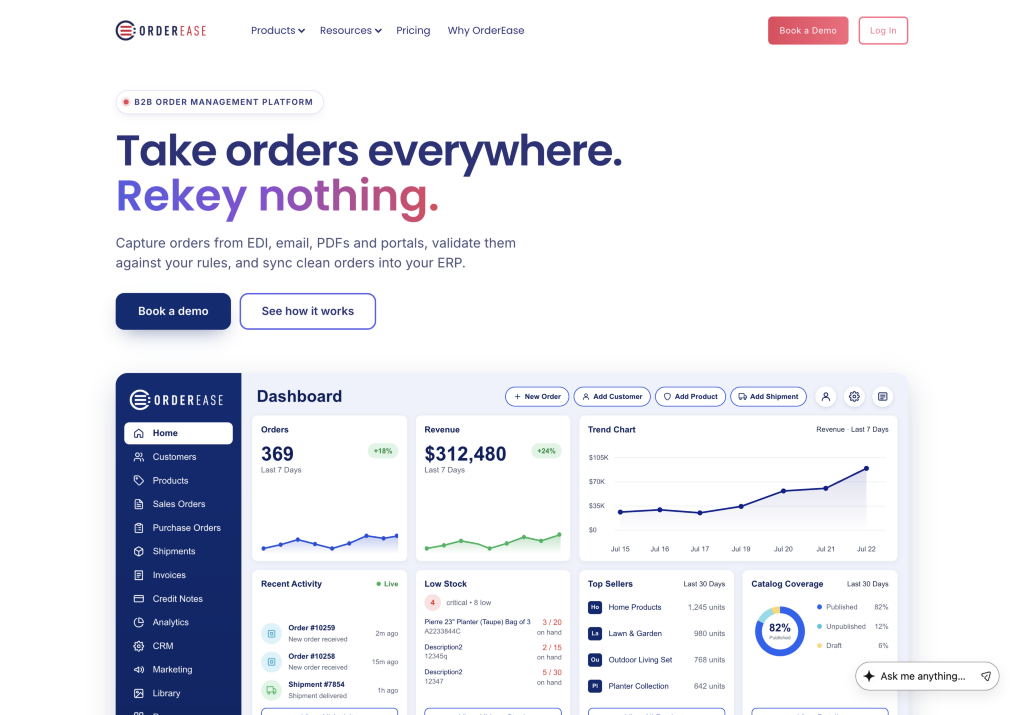 ORDEREASE
Products
Resources
Pricing
Why OrderEase
Book a Demo
Log In
B2B ORDER MANAGEMENT PLATFORM
Take orders everywhere.
Rekey nothing.
Capture orders from EDI, email, PDFs and portals, validate them
against your rules, and sync clean orders into your ERP.
Book a demo
See how it works
ORDEREASE
Home
Customers
Products
Sales Orders
Purchase Orders
Shipments
Invoices
Credit Notes
Analytics
CRM
Marketing
Library
Dashboard
New Order
Add Customer
Add Product
Add Shipment
Orders
369
+18%
Last 7 Days
Revenue
$312,480
+24%
Last 7 Days
Trend Chart
Revenue · Last 7 Days
$105K
$70K
$35K
$0
Jul 15
Jul 16
Jul 17
Jul 19
Jul 20
Jul 21
Jul 22
Recent Activity
Live
Order #10259
New order received
2m ago
Order #10258
New order received
15m ago
Shipment #7854
Shipment delivered
1h ago
Low Stock
4
critical • 8 low
Pierre 23" Planter (Taupe) Bag of 3
A2233844C
3 / 20
on hand
Description2
12345q
2 / 15
on hand
Description2
12347
5 / 30
on hand
Top Sellers
Last 30 Days
Ho
Home Products
1,245 units
La
Lawn & Garden
980 units
Ou
Outdoor Living Set
768 units
Pl
Planter Collection
642 units
Catalog Coverage
Last 30 Days
82%
Published
Published
82%
Unpublished
12%
Draft
6%
Ask me anything...